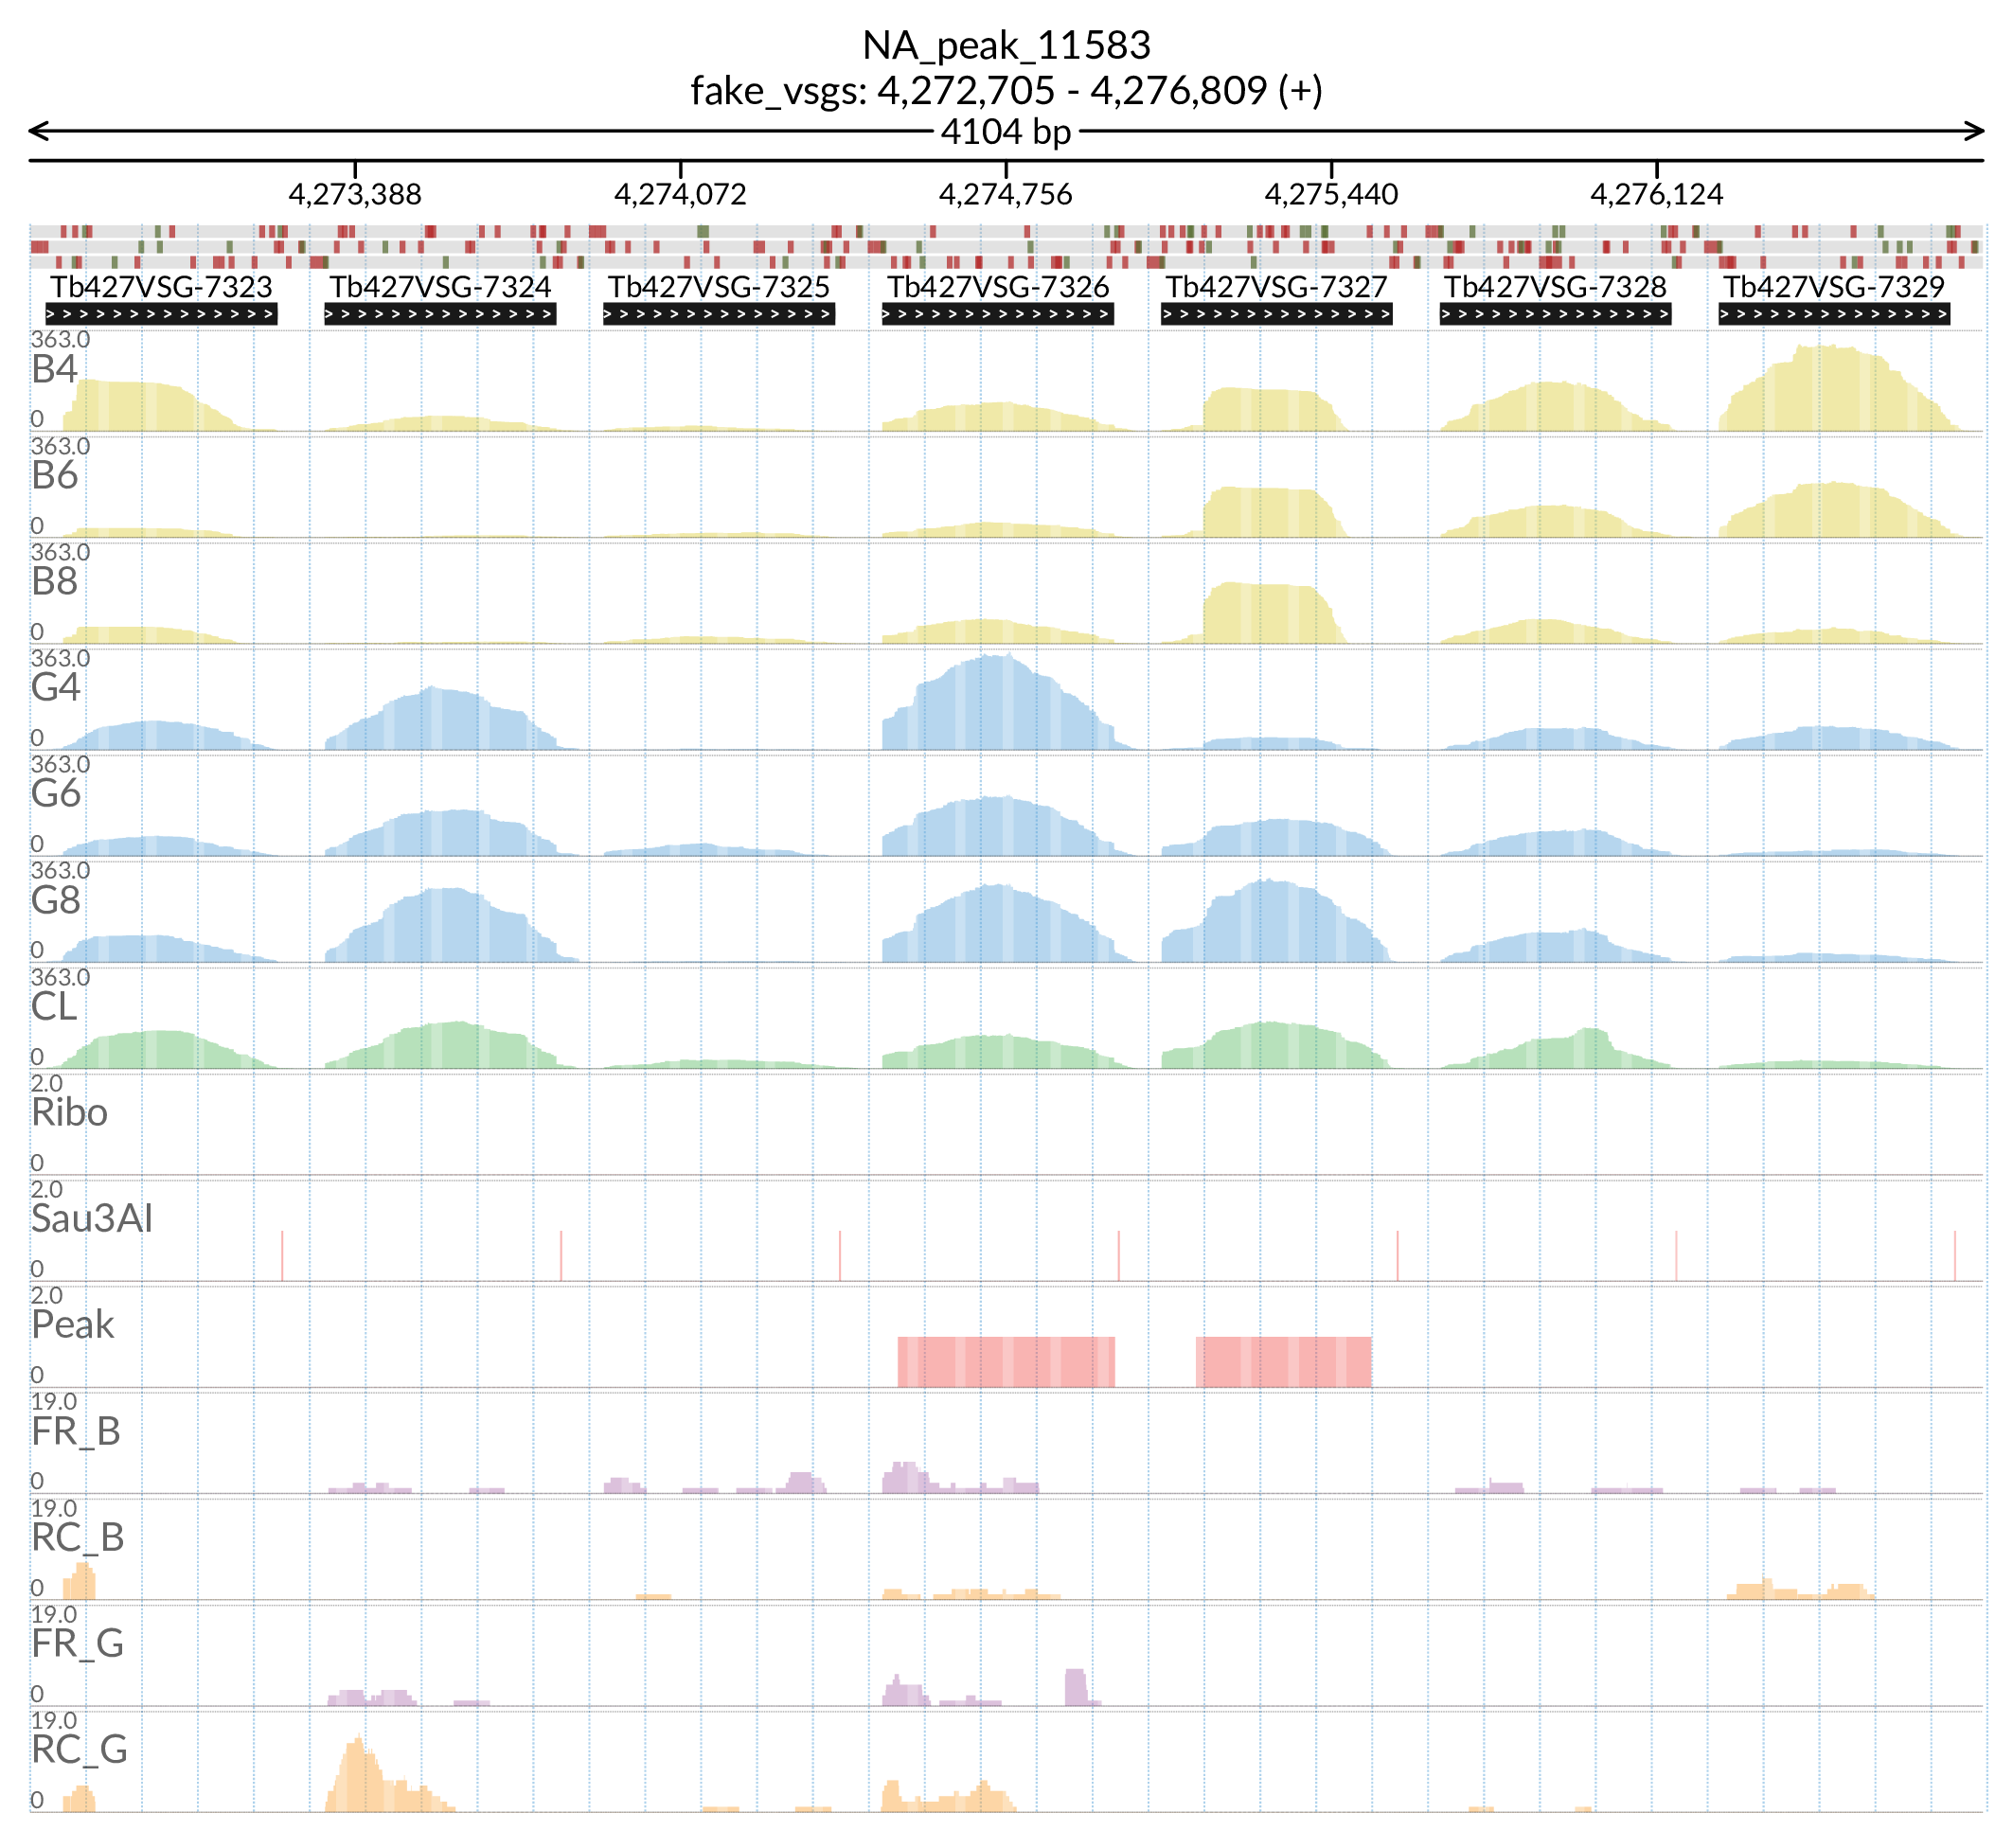 NA_peak_11583
fake_vsgs: 4,272,705 - 4,276,809 (+)
4104 bp
4,273,388 4,274,072 4,274,756 4,275,440 4,276,124
Tb427VSG-7323 Tb427VSG-7324 Tb427VSG-7325 Tb427VSG-7326 Tb427VSG-7327 Tb427VSG-7328 Tb427VSG-7329
363.0
B4
0
363.0
B6
0
363.0
B8
0
363.0
G4
0
363.0
G6
0
363.0
G8
0
363.0
CL
0
2.0
Ribo
0
2.0
Sau3AI
0
2.0
Peak
0
19.0
FR_B
0
19.0
RC_B
0
19.0
FR_G
0
19.0
RC_G
0